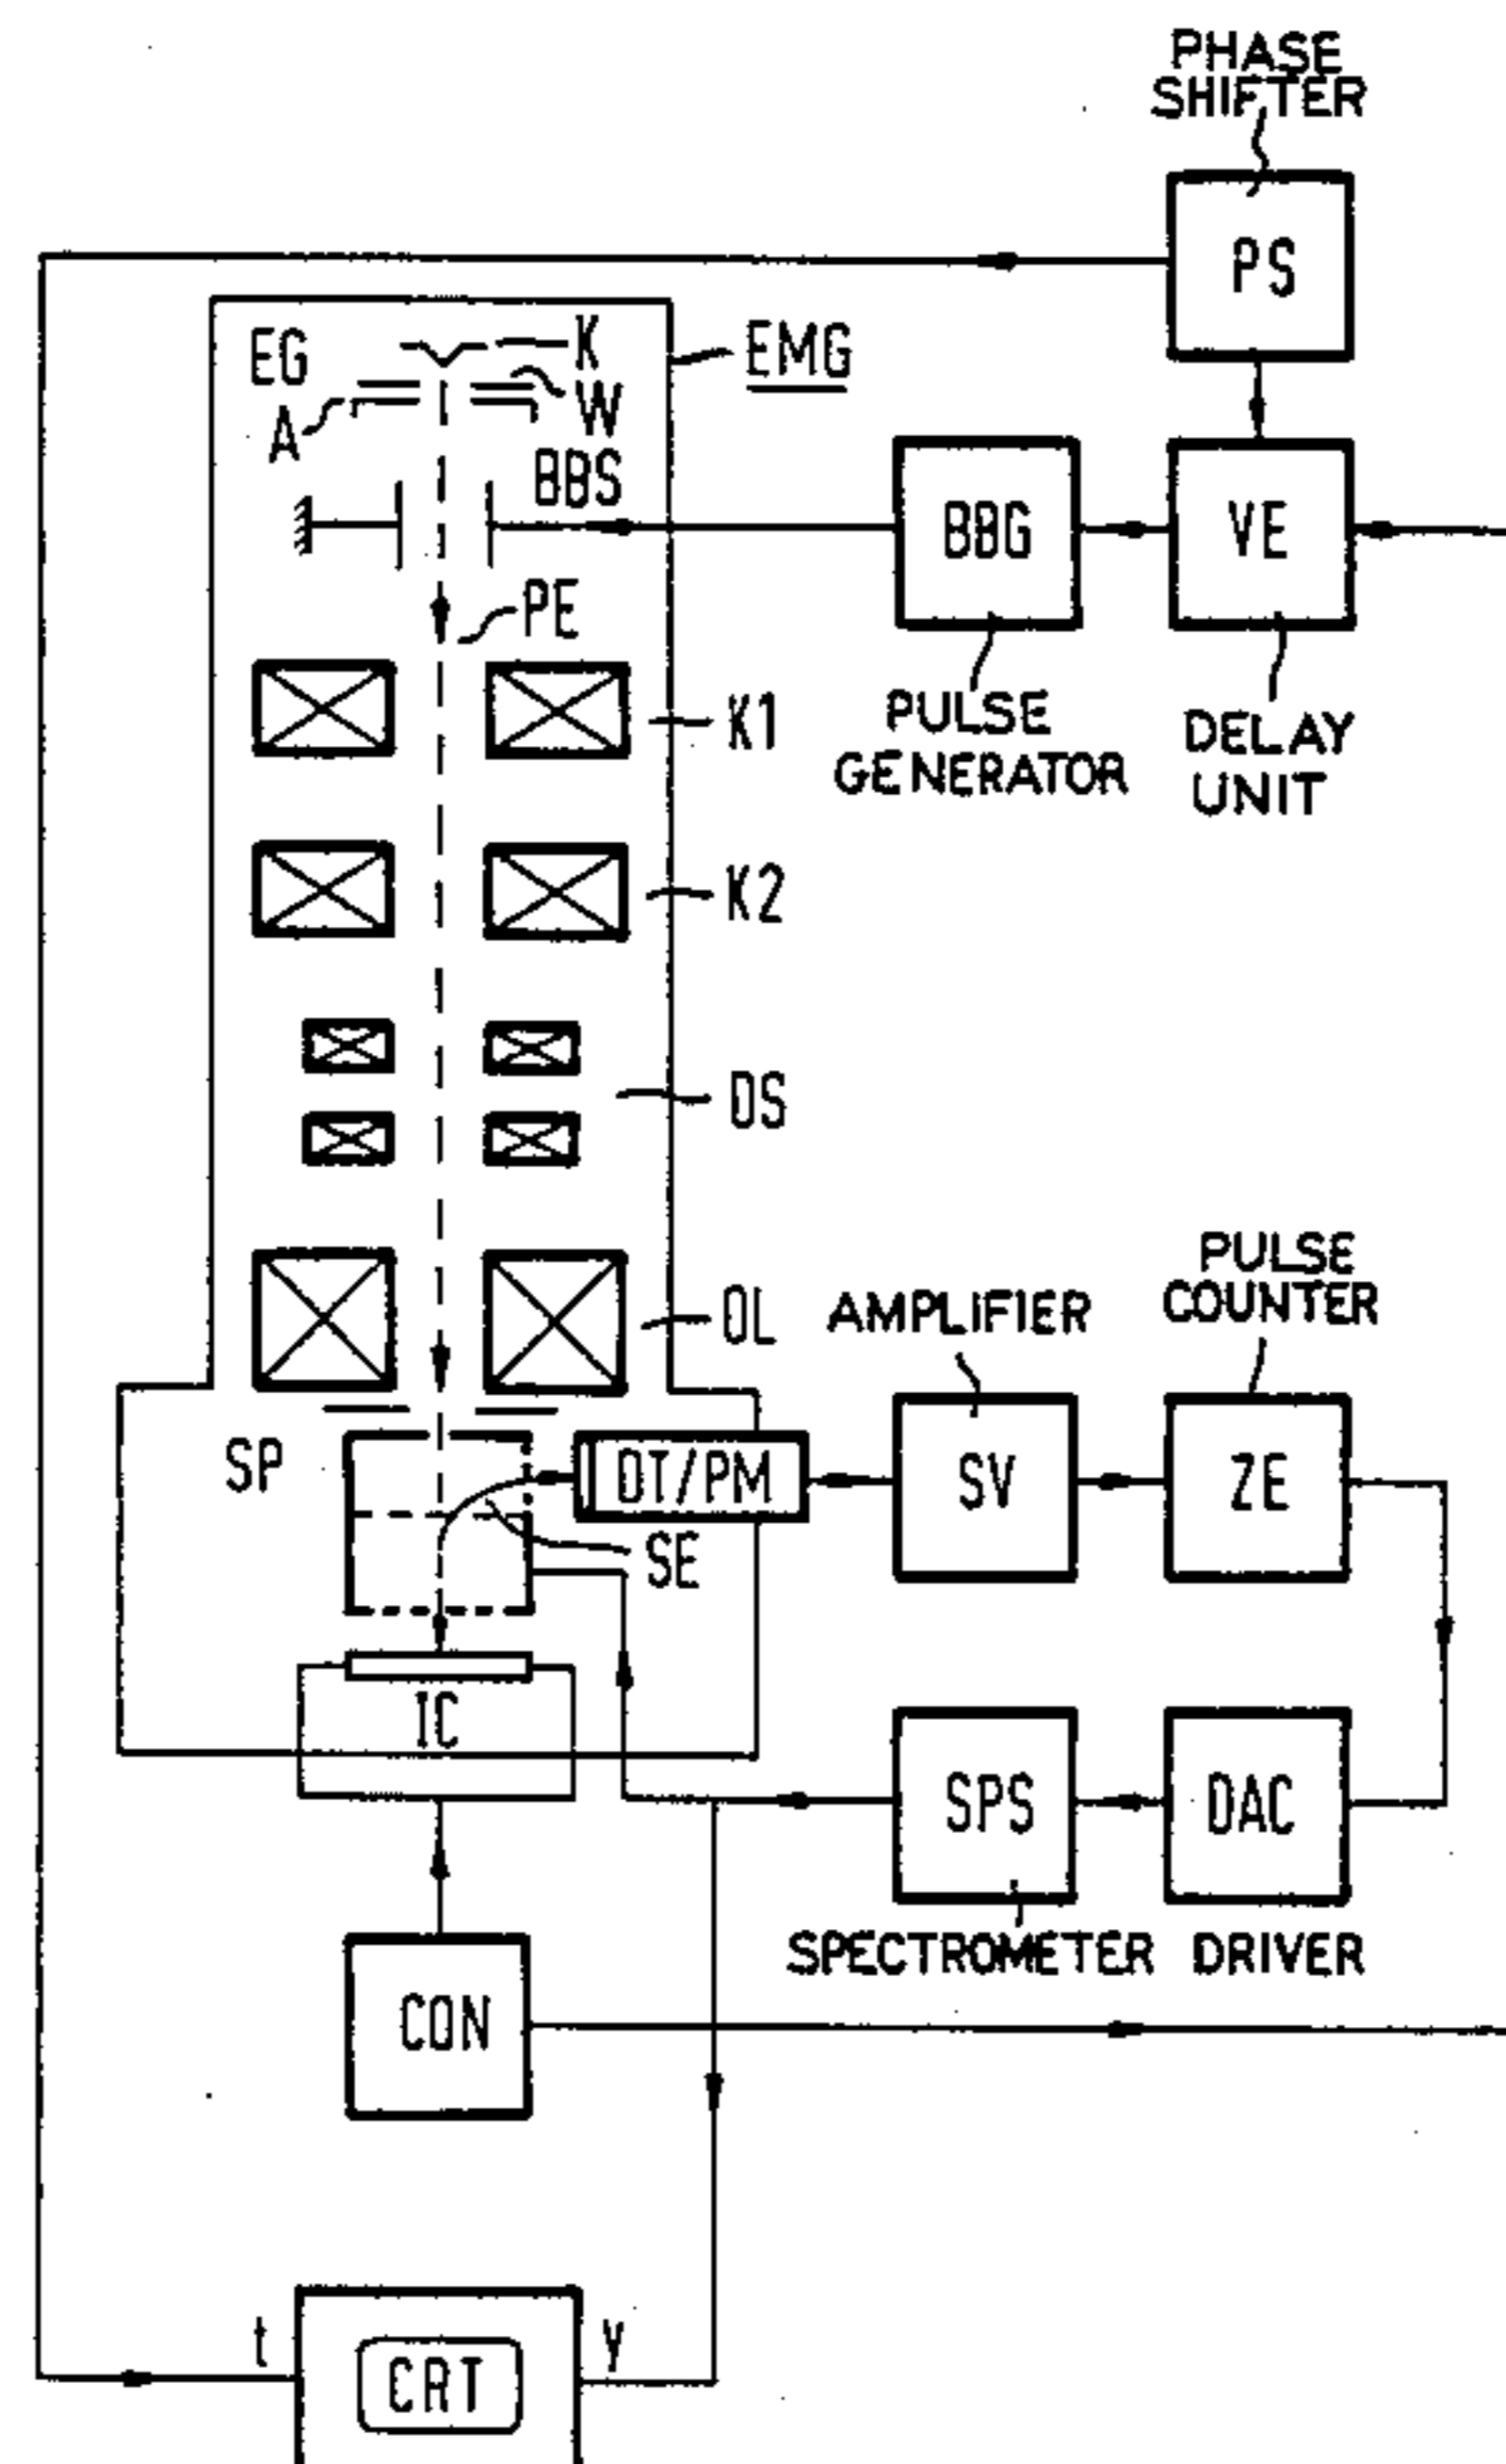 PHASE
SHIFTER
PS
EG
K
EMG
A
W
BBS
BBG
VE
PE
K1
PULSE
GENERATOR
DELAY
UNIT
K2
DS
PULSE
COUNTER
AMPLIFIER
OL
SP
DT/PM
SV
ZE
SE
IC
SPS
DAC
SPECTROMETER DRIVER
CON
t
y
CRT